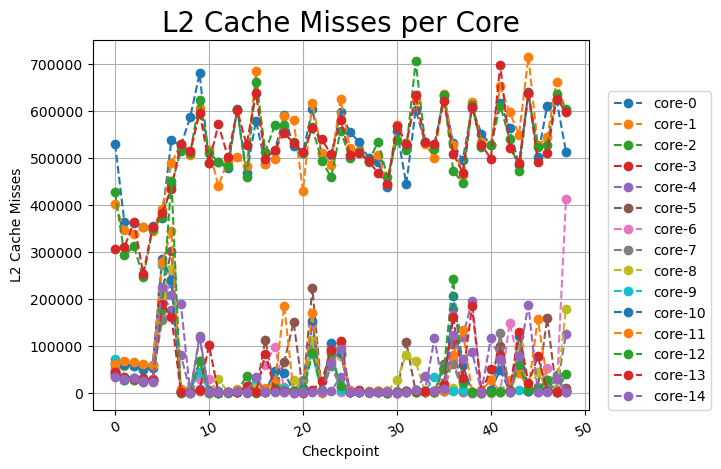 L2 Cache Misses per Core
L2 Cache Misses
700000
600000
500000
400000
300000
200000
100000
0
0
10
20
30
40
50
Checkpoint
core-0
core-1
core-2
core-3
core-4
core-5
core-6
core-7
core-8
core-9
core-10
core-11
core-12
core-13
core-14